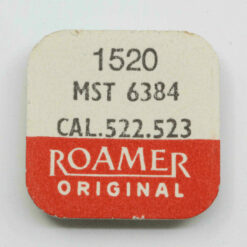 1520
MST 6384
CAL.522.523
ROAMER
ORIGINAL